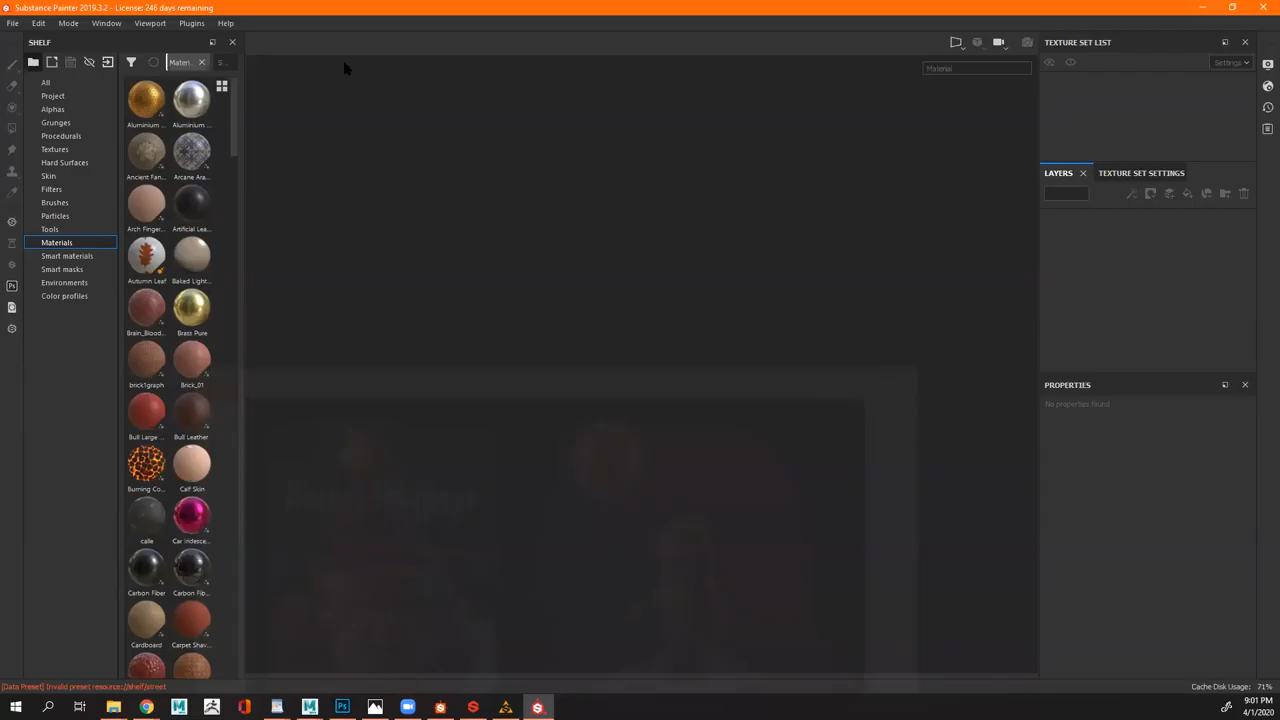 Substance Painter 2019.3.2 - License: 246 days remaining
File Edit Mode Window Viewport Plugins Help
SHELF
TEXTURE SET LIST
Materi...
S...
Material
Settings
All
Project
Alphas
Grunges
Procedurals
Textures
Hard Surfaces
Skin
Filters
Brushes
Particles
Tools
Materials
Smart materials
Smart masks
Environments
Color profiles
Aluminium ... Aluminium ...
Ancient Fan... Arcane Ara...
Arch Finger... Artificial Lea...
Autumn Leaf Baked Light...
Brain_Blood... Brass Pure
brick1graph Brick_01
Bull Large ... Bull Leather
Burning Co... Calf Skin
calle Car Iridesce...
Carbon Fiber Carbon Fib...
Cardboard Carpet Shav...
LAYERS TEXTURE SET SETTINGS
PROPERTIES
No properties found
[Data Preset] Invalid preset resource://shelf/street
Cache Disk Usage: 71%
Ps
Ps
9:01 PM
4/1/2020